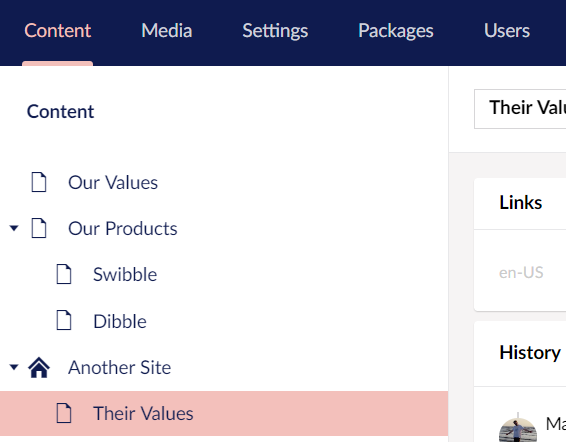 Content Media Settings Packages Users
Content
Our Values
Our Products
Swibble
Dibble
Another Site
Their Values
Their Valu
Links
en-US
History
Ma